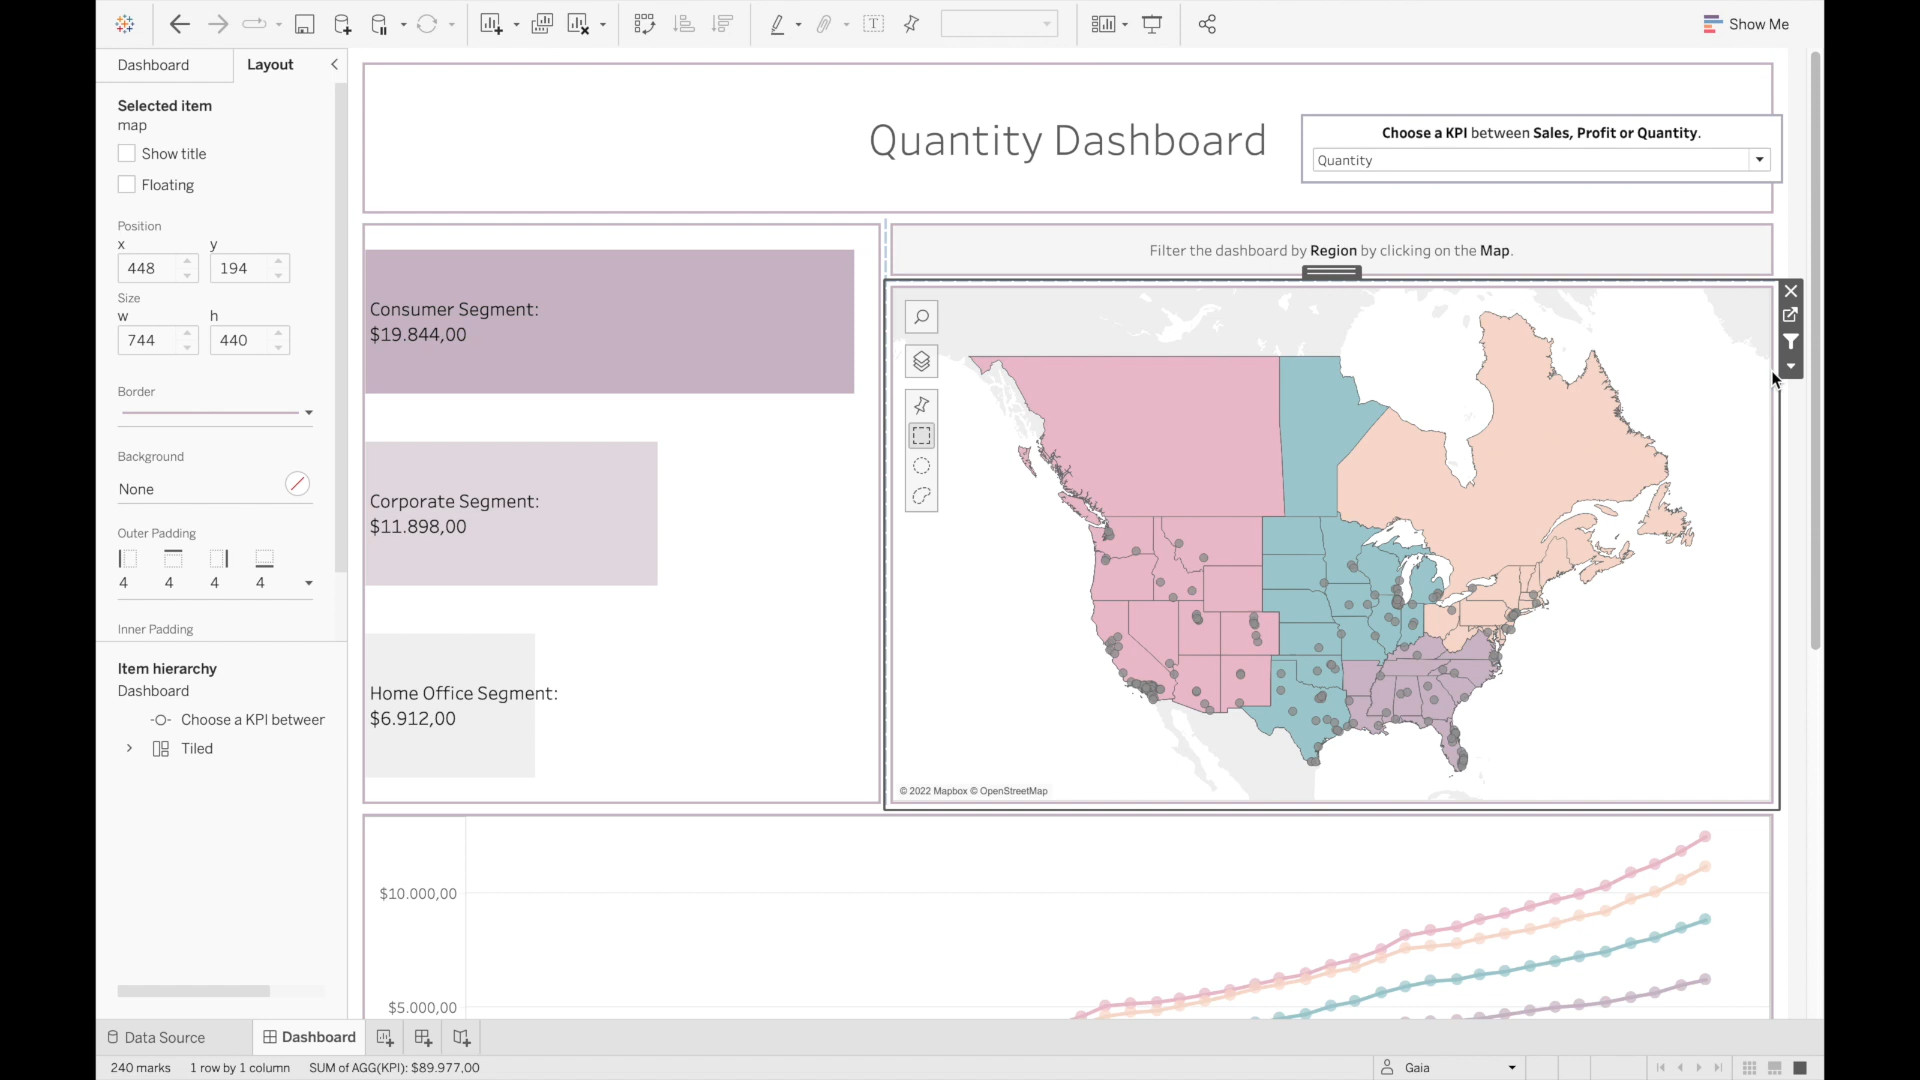 Show Me
Dashboard
Layout
Selected item
map
Show title
Floating
Position
x
y
448
194
Size
w
h
744
440
Border
Background
None
Outer Padding
4
4
4
4
Inner Padding
Item hierarchy
Dashboard
Choose a KPI between
Tiled
Quantity Dashboard
Choose a KPI between Sales, Profit or Quantity.
Quantity
Filter the dashboard by Region by clicking on the Map.
Consumer Segment:
$19.844,00
Corporate Segment:
$11.898,00
Home Office Segment:
$6.912,00
© 2022 Mapbox © OpenStreetMap
$10.000,00
$5.000,00
Data Source
Dashboard
240 marks
1 row by 1 column
SUM of AGG(KPI): $89.977,00
Gaia